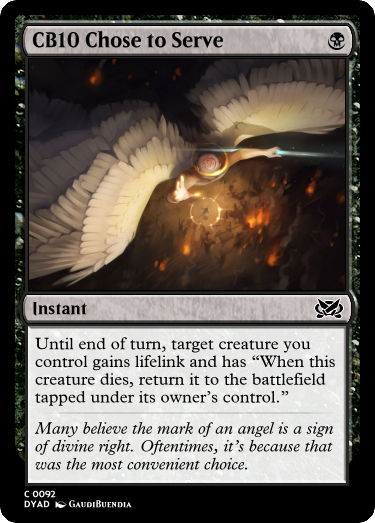 CB10 Chose to Serve
Instant
Until end of turn, target creature you
control gains lifelink and has “When this
creature dies, return it to the battlefield
tapped under its owner’s control.”
Many believe the mark of an angel is a sign
of divine right. Oftentimes, it’s because that
was the most convenient choice.
C 0092
DYAD GaudiBuendia